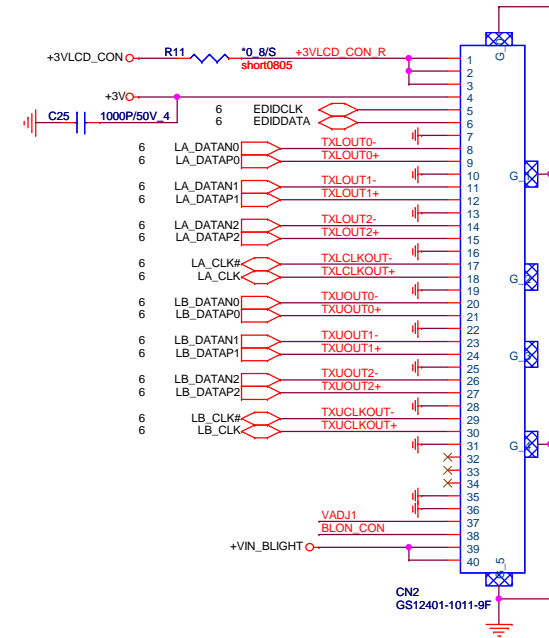 G_0
R11 *0_8/S +3VLCD_CON_R
+3VLCD_CON
short0805
1
2
3
+3V
4
C25 1000P/50V_4
6 EDIDCLK 5
6 EDIDDATA 6
7
6 LA_DATAN0 TXLOUT0- 8
6 LA_DATAP0 TXLOUT0+ 9
10 G_1
6 LA_DATAN1 TXLOUT1- 11
6 LA_DATAP1 TXLOUT1+ 12
13
6 LA_DATAN2 TXLOUT2- 14
6 LA_DATAP2 TXLOUT2+ 15
16
6 LA_CLK# TXLCLKOUT- 17
6 LA_CLK TXLCLKOUT+ 18
19
6 LB_DATAN0 TXUOUT0- 20
6 LB_DATAP0 TXUOUT0+ 21
22
6 LB_DATAN1 TXUOUT1- 23
6 LB_DATAP1 TXUOUT1+ 24
25
6 LB_DATAN2 TXUOUT2- 26
6 LB_DATAP2 TXUOUT2+ 27
28
6 LB_CLK# TXUCLKOUT- 29
6 LB_CLK TXUCLKOUT+ 30
31
32
33
34
35
36
VADJ1 37
BLON_CON 38
+VIN_BLIGHT 39
40
CN2
GS12401-1011-9F